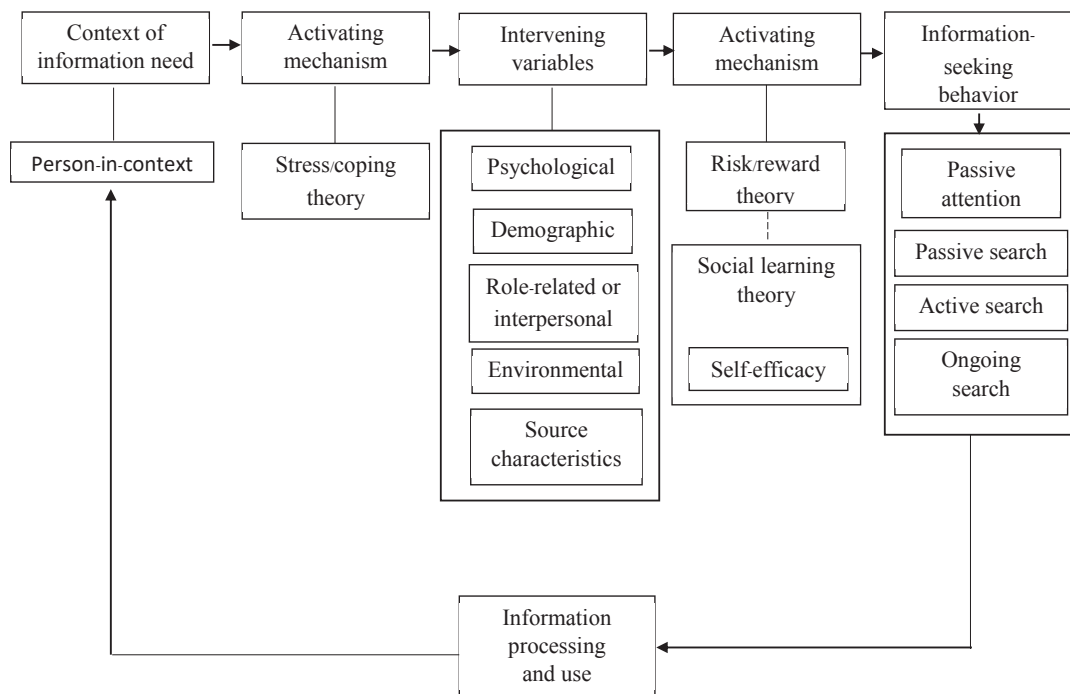 Context of
information need
Activating
mechanism
Intervening
variables
Activating
mechanism
Information-
seeking
behavior
Person-in-context
Stress/coping
theory
Psychological
Demographic
Role-related or
interpersonal
Environmental
Source
characteristics
Risk/reward
theory
Social learning
theory
Self-efficacy
Passive
attention
Passive search
Active search
Ongoing
search
Information
processing
and use